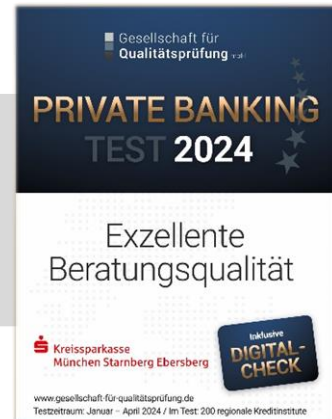 Gesellschaft für
Qualitätsprüfung mbH
PRIVATE BANKING
TEST 2024
Exzellente
Beratungsqualität
Kreissparkasse
München Starnberg Ebersberg
Inklusive
DIGITAL-
CHECK
www.gesellschaft-für-qualitätsprüfung.de
Testzeitraum: Januar – April 2024 / Im Test: 200 regionale Kreditinstitute